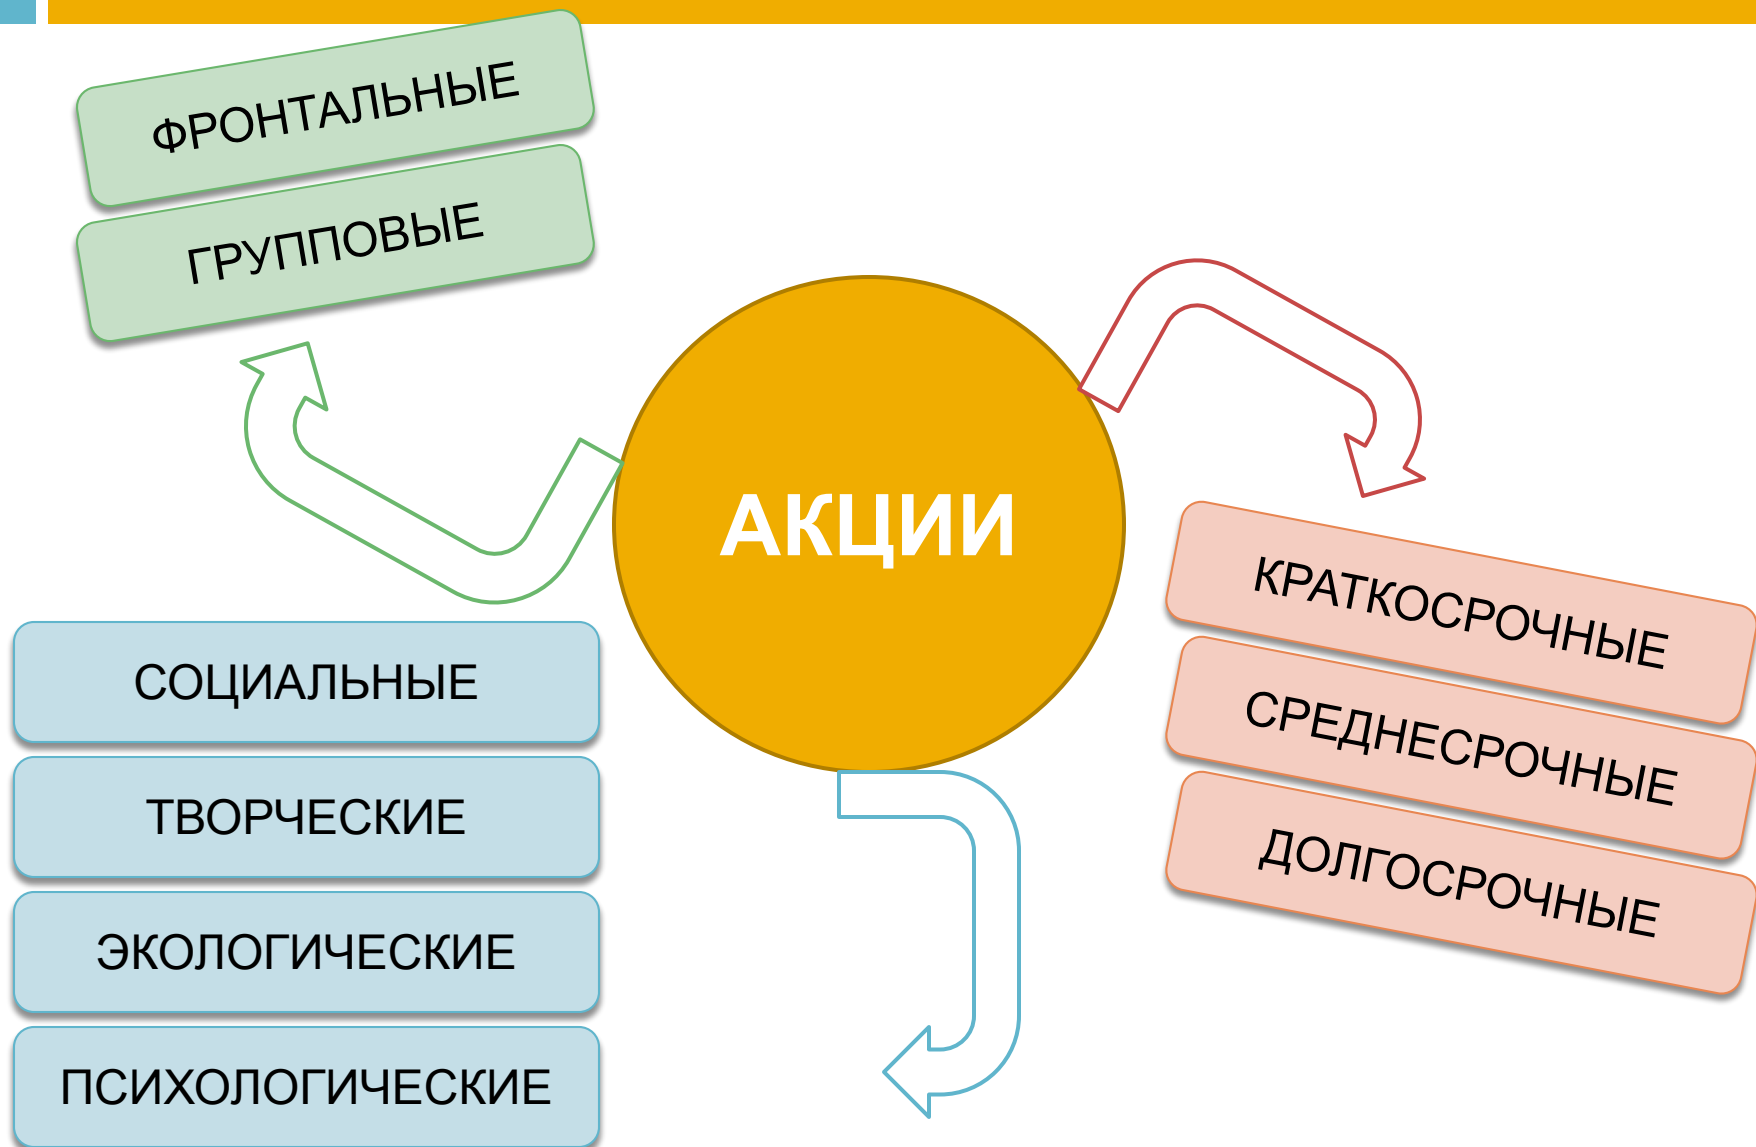 ФРОНТАЛЬНЫЕ
ГРУППОВЫЕ
АКЦИИ
КРАТКОСРОЧНЫЕ
СРЕДНЕСРОЧНЫЕ
ДОЛГОСРОЧНЫЕ
СОЦИАЛЬНЫЕ
ТВОРЧЕСКИЕ
ЭКОЛОГИЧЕСКИЕ
ПСИХОЛОГИЧЕСКИЕ